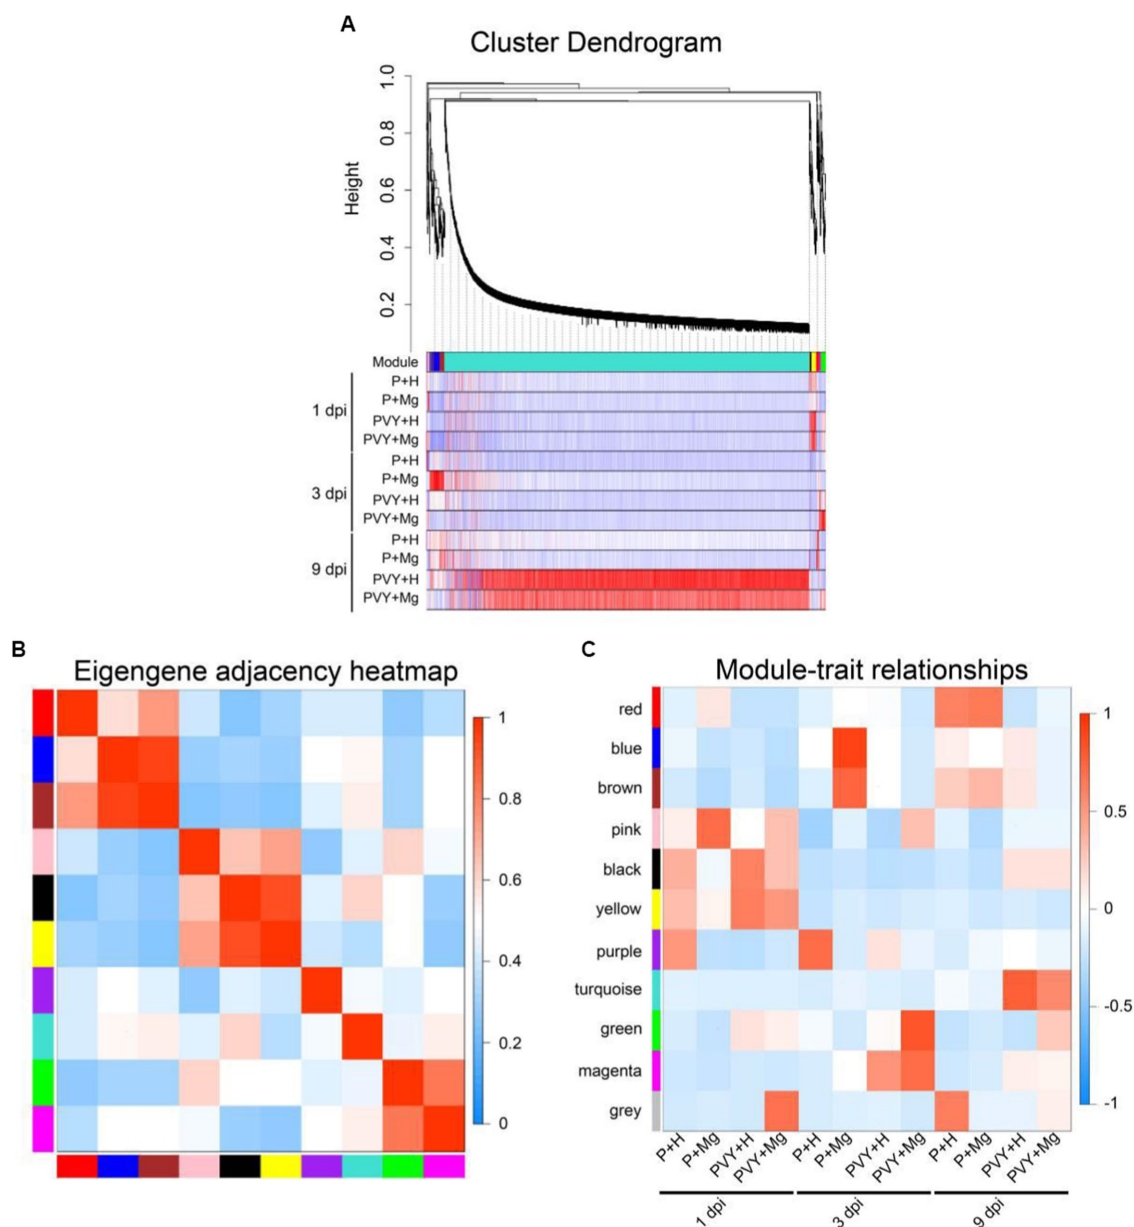 A
Cluster Dendrogram
Height
1.0
0.8
0.6
0.4
0.2
Module
1 dpi
P+H
P+Mg
PVY+H
PVY+Mg
3 dpi
P+H
P+Mg
PVY+H
PVY+Mg
9 dpi
P+H
P+Mg
PVY+H
PVY+Mg
B
Eigengene adjacency heatmap
1
0.8
0.6
0.4
0.2
0
C
Module-trait relationships
red
blue
brown
pink
black
yellow
purple
turquoise
green
magenta
grey
1
0.5
0
-0.5
-1
P+H P+Mg PVY+H PVY+Mg P+H P+Mg PVY+H PVY+Mg P+H P+Mg PVY+H PVY+Mg
1 dpi 3 dpi 9 dpi